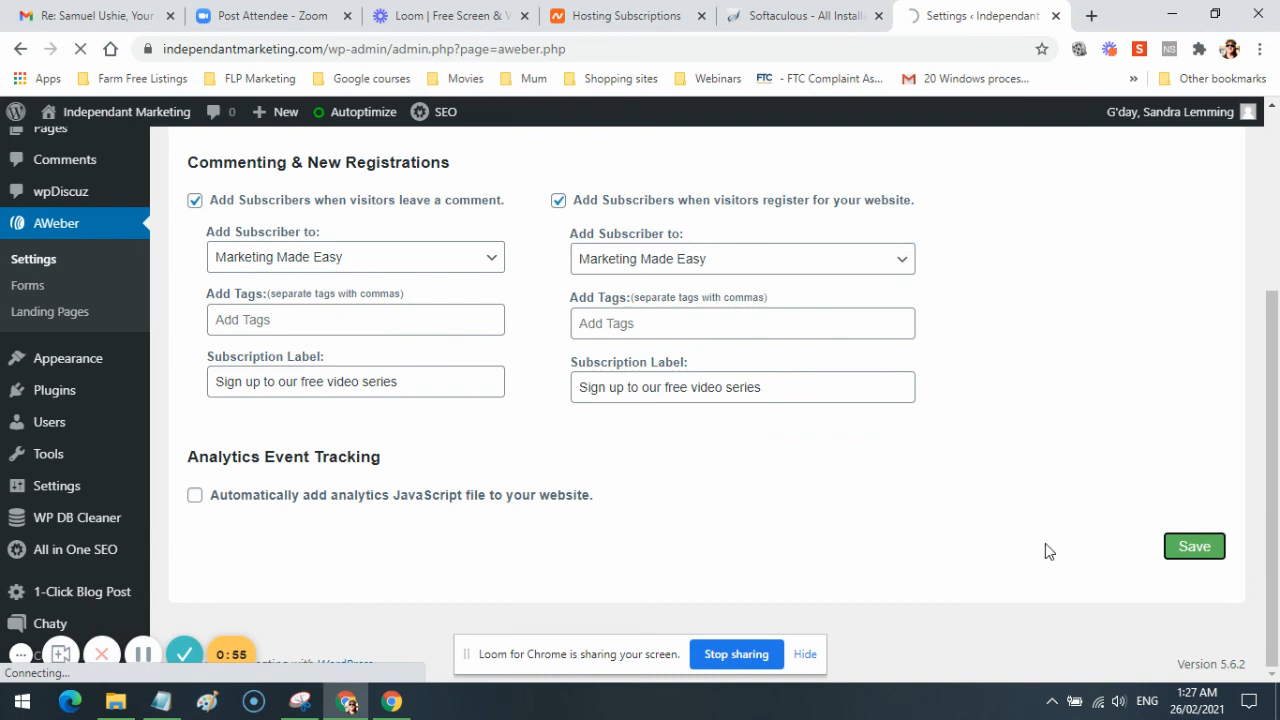 Re: Samuel Ushie, Your
Post Attendee - Zoom
Loom | Free Screen & V
Hosting Subscriptions
Softaculous - All Install
Settings ‹ Independant
independantmarketing.com/wp-admin/admin.php?page=aweber.php
Apps
Farm Free Listings
FLP Marketing
Google courses
Movies
Mum
Shopping sites
Webinars
FTC - FTC Complaint As...
20 Windows proces...
»
Other bookmarks
Independant Marketing
0
New
Autoptimize
SEO
G'day, Sandra Lemming
Pages
Comments
wpDiscuz
AWeber
Settings
Forms
Landing Pages
Appearance
Plugins
Users
Tools
Settings
WP DB Cleaner
All in One SEO
1-Click Blog Post
Chaty
Commenting & New Registrations
Add Subscribers when visitors leave a comment.
Add Subscriber to:
Marketing Made Easy
Add Tags:(separate tags with commas)
Add Tags
Subscription Label:
Sign up to our free video series
Add Subscribers when visitors register for your website.
Add Subscriber to:
Marketing Made Easy
Add Tags:(separate tags with commas)
Add Tags
Subscription Label:
Sign up to our free video series
Analytics Event Tracking
Automatically add analytics JavaScript file to your website.
Save
0:55
Loom for Chrome is sharing your screen.
Stop sharing
Hide
Version 5.6.2
Connecting...
ENG
1:27 AM
26/02/2021